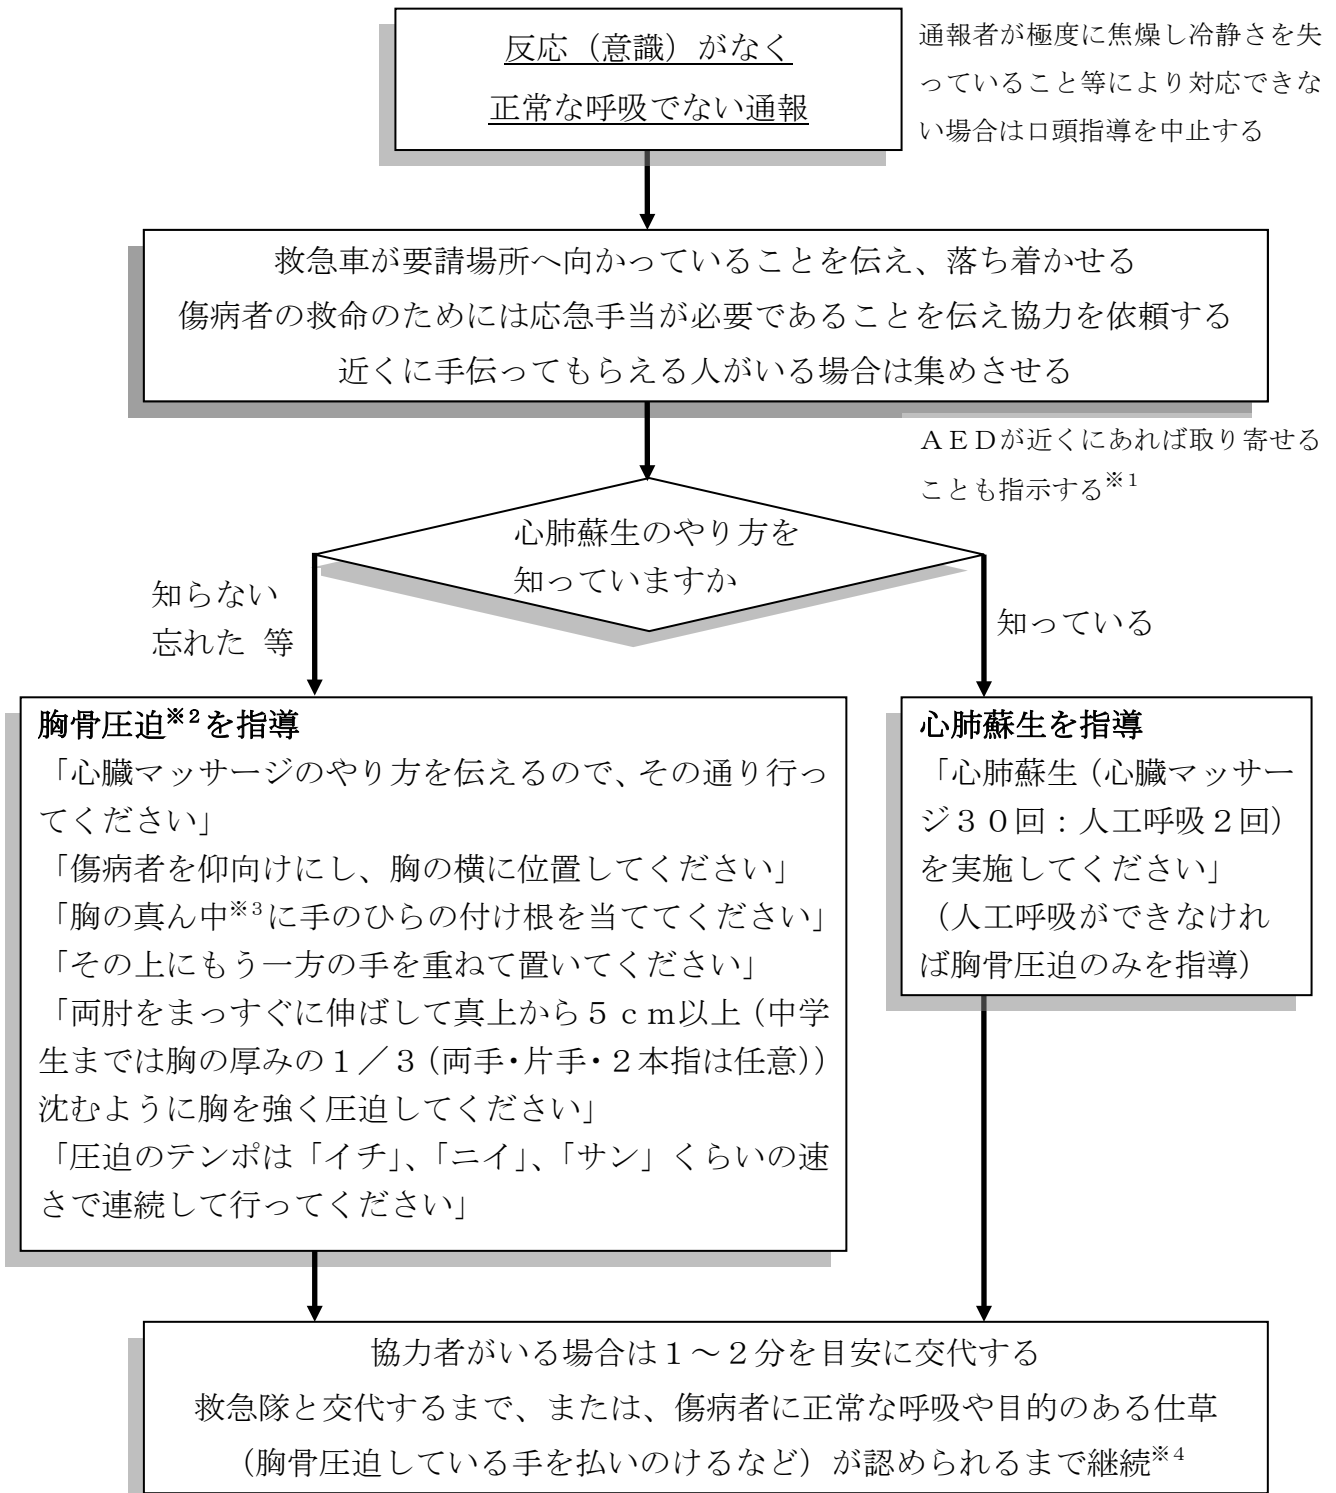 反応（意識）がなく
正常な呼吸でない通報
通報者が極度に焦燥し冷静さを失
っていること等により対応できな
い場合は口頭指導を中止する
救急車が要請場所へ向かっていることを伝え、落ち着かせる
傷病者の救命のためには応急手当が必要であることを伝え協力を依頼する
近くに手伝ってもらえる人がいる場合は集めさせる
ＡＥＤが近くにあれば取り寄せる
ことも指示する※1
心肺蘇生のやり方を
知っていますか
知らない
忘れた 等
知っている
胸骨圧迫※2を指導
「心臓マッサージのやり方を伝えるので、その通り行っ
てください」
「傷病者を仰向けにし、胸の横に位置してください」
「胸の真ん中※3に手のひらの付け根を当ててください」
「その上にもう一方の手を重ねて置いてください」
「両肘をまっすぐに伸ばして真上から５ｃｍ以上（中学
生までは胸の厚みの１／３（両手・片手・２本指は任意））
沈むように胸を強く圧迫してください」
「圧迫のテンポは「イチ」、「ニイ」、「サン」くらいの速
さで連続して行ってください」
心肺蘇生を指導
「心肺蘇生（心臓マッサー
ジ３０回：人工呼吸２回）
を実施してください」
（人工呼吸ができなけれ
ば胸骨圧迫のみを指導）
協力者がいる場合は１～２分を目安に交代する
救急隊と交代するまで、または、傷病者に正常な呼吸や目的のある仕草
（胸骨圧迫している手を払いのけるなど）が認められるまで継続※4